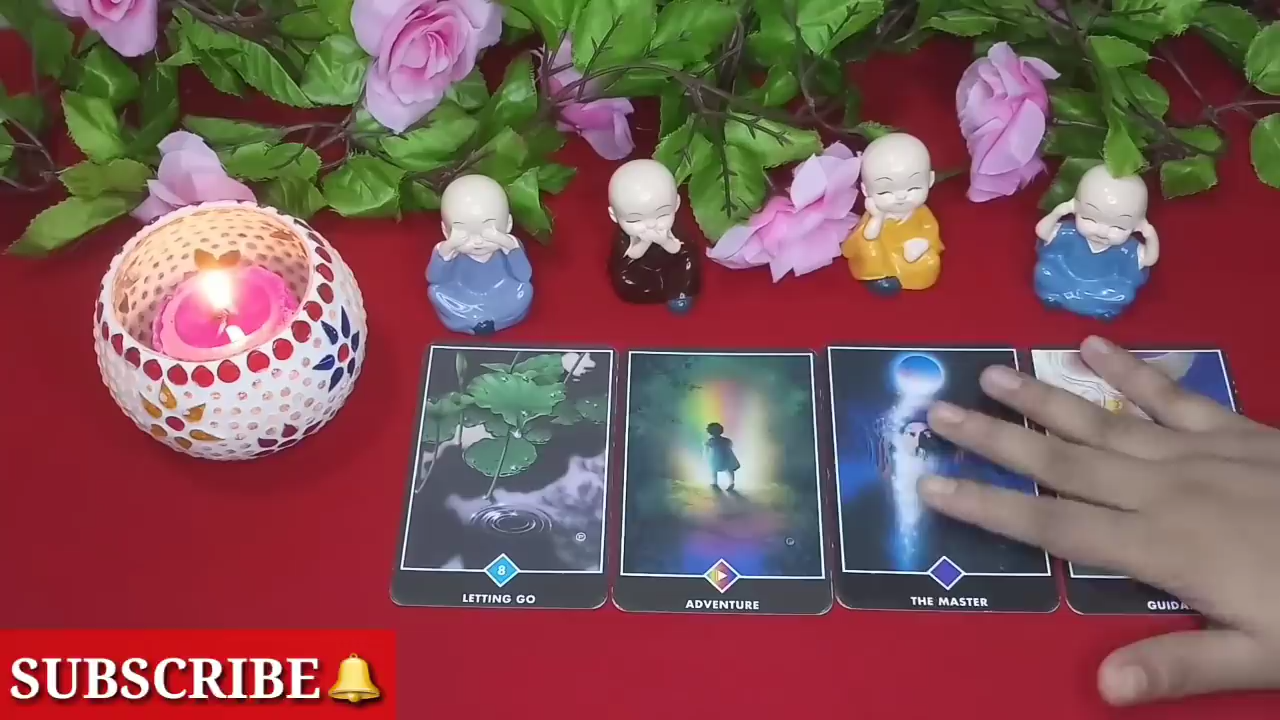 8
LETTING GO
ADVENTURE
THE MASTER
SUBSCRIBE